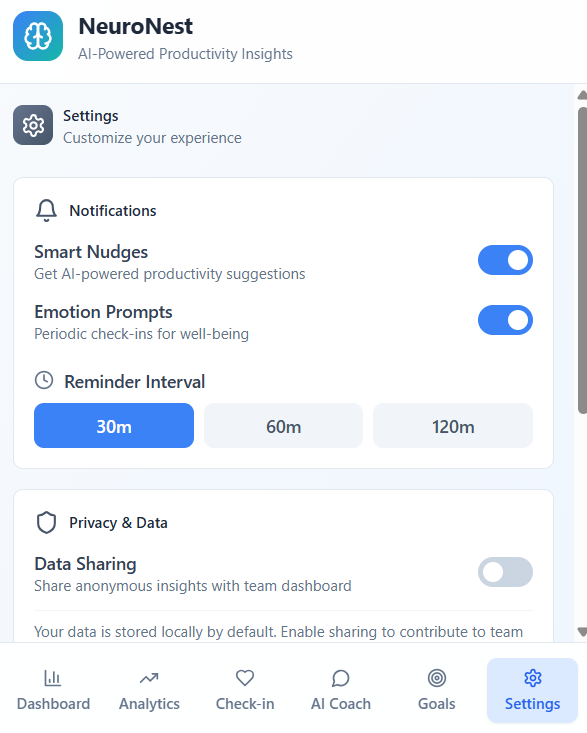 NeuroNest
AI-Powered Productivity Insights
Settings
Customize your experience
Notifications
Smart Nudges
Get AI-powered productivity suggestions
Emotion Prompts
Periodic check-ins for well-being
Reminder Interval
30m 60m 120m
Privacy & Data
Data Sharing
Share anonymous insights with team dashboard
Your data is stored locally by default. Enable sharing to contribute to team
Dashboard Analytics Check-in AI Coach Goals Settings